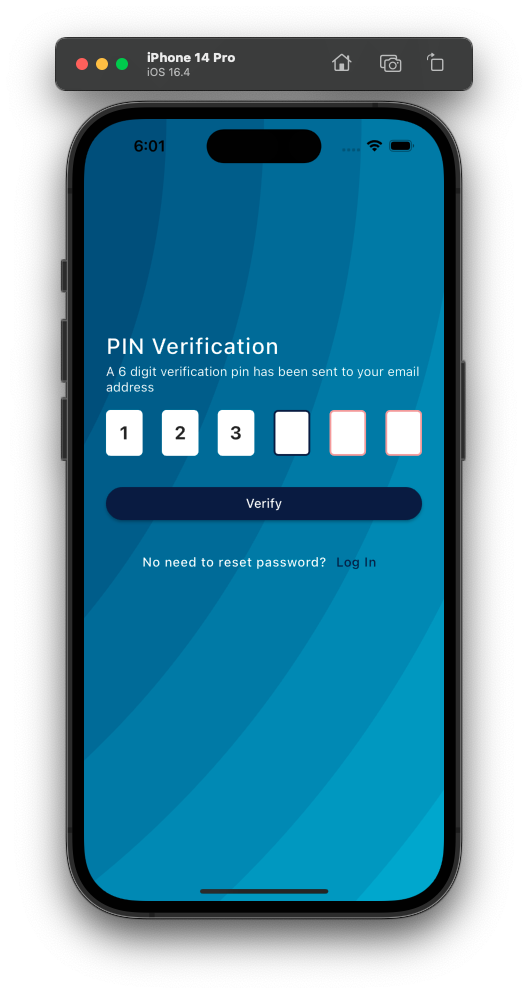 iPhone 14 Pro
iOS 16.4
6:01
PIN Verification
A 6 digit verification pin has been sent to your email
address
1 2 3
Verify
No need to reset password? Log In